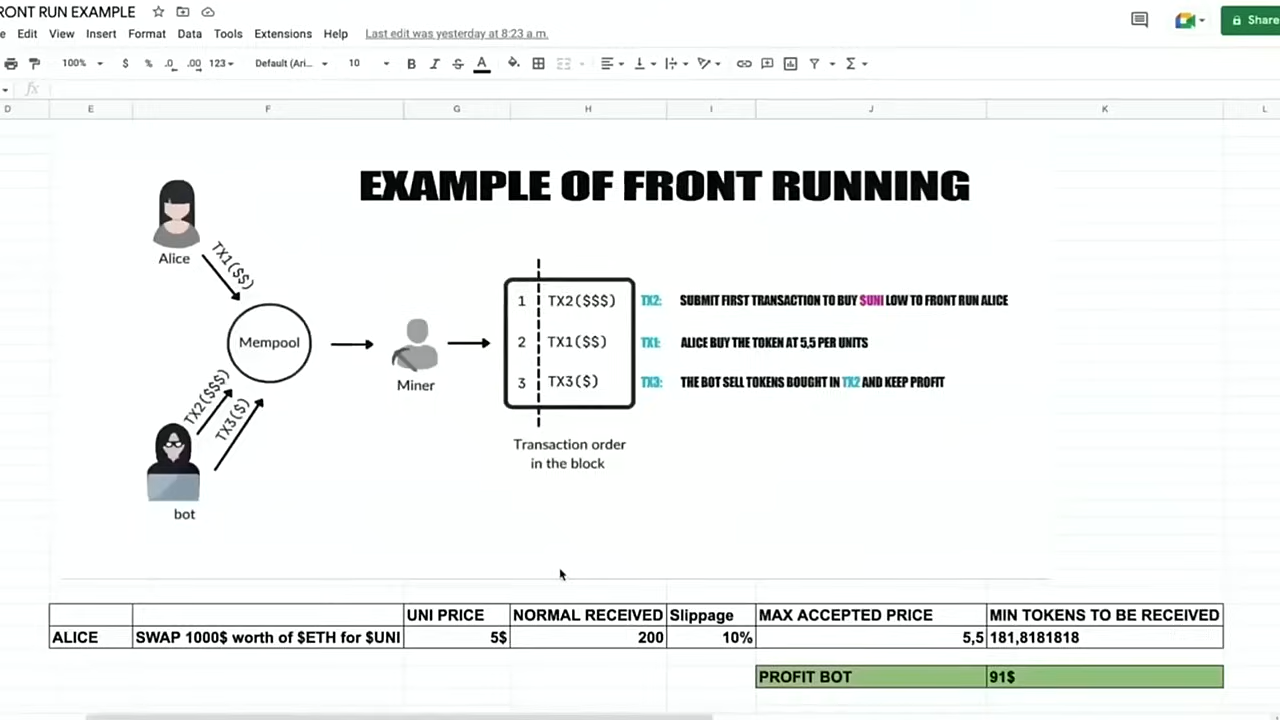 RONT RUN EXAMPLE
e Edit View Insert Format Data Tools Extensions Help Last edit was yesterday at 8:23 a.m.
Share
100% $ % .0 .00 123 Default (Ari... 10 B I S A
fx
D E F G H I J K L
EXAMPLE OF FRONT RUNNING
Alice
TX1($$)
Mempool
TX2($$$)
TX3($)
bot
Miner
1 TX2($$$) TX2: SUBMIT FIRST TRANSACTION TO BUY $UNI LOW TO FRONT RUN ALICE
2 TX1($$) TX1: ALICE BUY THE TOKEN AT 5,5 PER UNITS
3 TX3($) TX3: THE BOT SELL TOKENS BOUGHT IN TX2 AND KEEP PROFIT
Transaction order
in the block
UNI PRICE NORMAL RECEIVED Slippage MAX ACCEPTED PRICE MIN TOKENS TO BE RECEIVED
ALICE SWAP 1000$ worth of $ETH for $UNI 5$ 200 10% 5,5 181,8181818
PROFIT BOT 91$